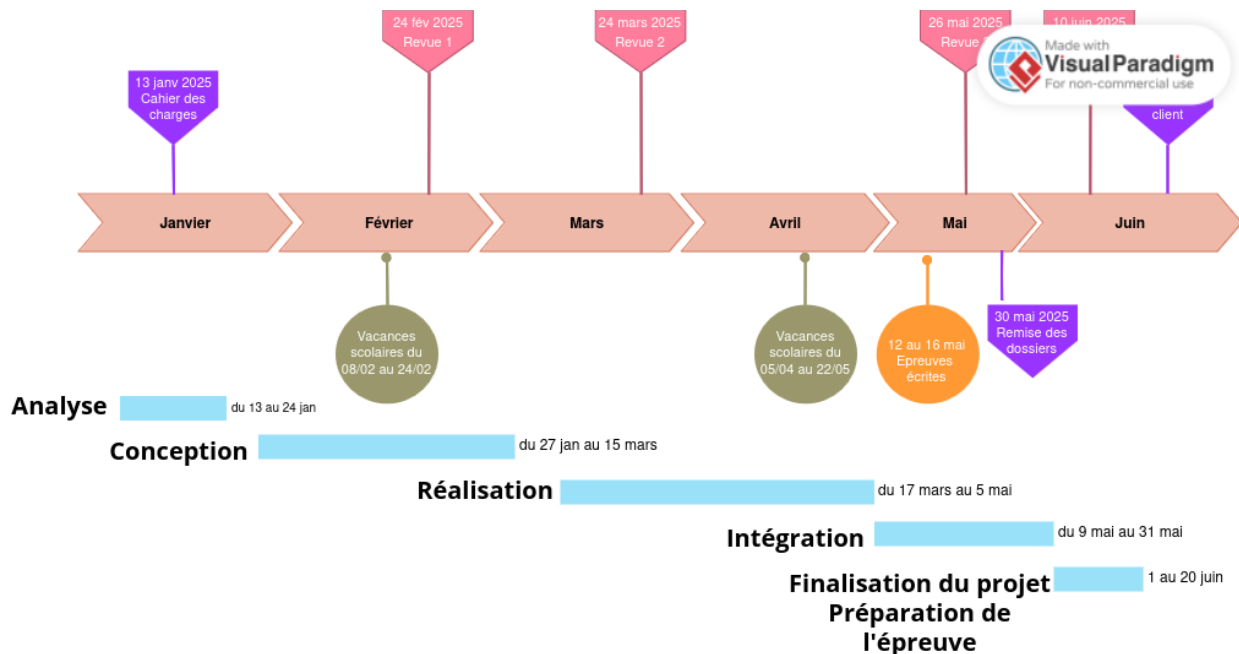 24 fév 2025
Revue 1
24 mars 2025
Revue 2
26 mai 2025
Revue
10 juin 2025
Made with
Visual Paradigm
For non-commercial use
13 janv 2025
Cahier des
charges
client
Janvier
Février
Mars
Avril
Mai
Juin
Vacances
scolaires du
08/02 au 24/02
Vacances
scolaires du
05/04 au 22/05
12 au 16 mai
Epreuves
écrites
30 mai 2025
Remise des
dossiers
Analyse
du 13 au 24 jan
Conception
du 27 jan au 15 mars
Réalisation
du 17 mars au 5 mai
Intégration
du 9 mai au 31 mai
Finalisation du projet
Préparation de
l'épreuve
1 au 20 juin